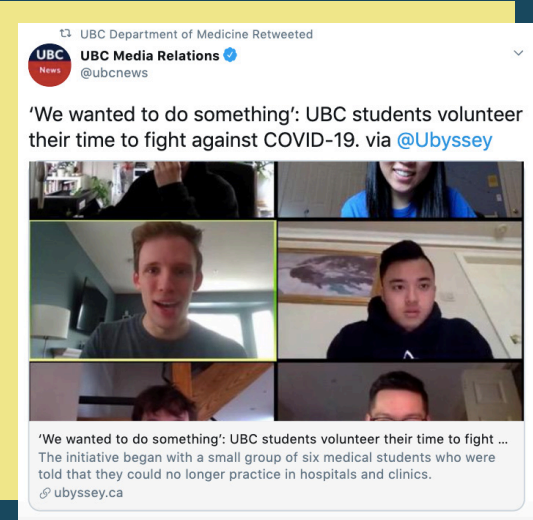 UBC Department of Medicine Retweeted
UBC
News
UBC Media Relations
@ubcnews
‘We wanted to do something’: UBC students volunteer
their time to fight against COVID-19. via @Ubyssey
‘We wanted to do something’: UBC students volunteer their time to fight ...
The initiative began with a small group of six medical students who were
told that they could no longer practice in hospitals and clinics.
ubyssey.ca